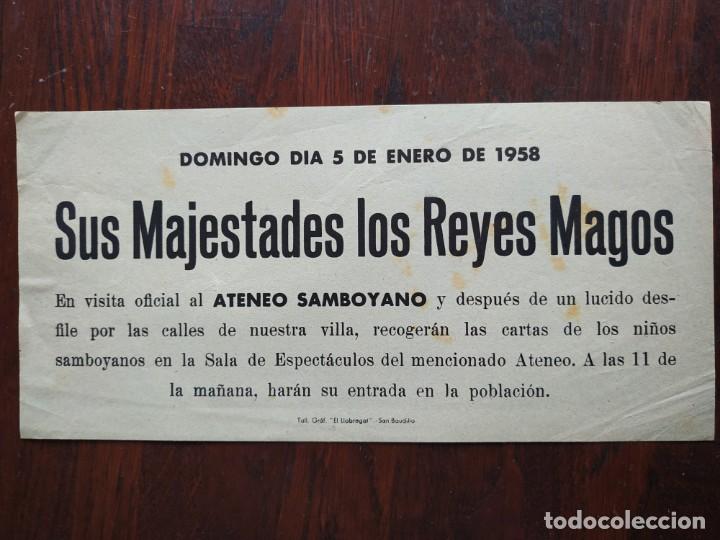 DOMINGO DIA 5 DE ENERO DE 1958
Sus Majestades los Reyes Magos
En visita oficial al ATENEO SAMBOYANO y después de un lucido des-
file por las calles de nuestra villa, recogerán las cartas de los niños
samboyanos en la Sala de Espectáculos del mencionado Ateneo. A las 11 de
la mañana, harán su entrada en la población.
Tall. Gráf. "El Llobregat" - San Baudilio
todocoleccion.net